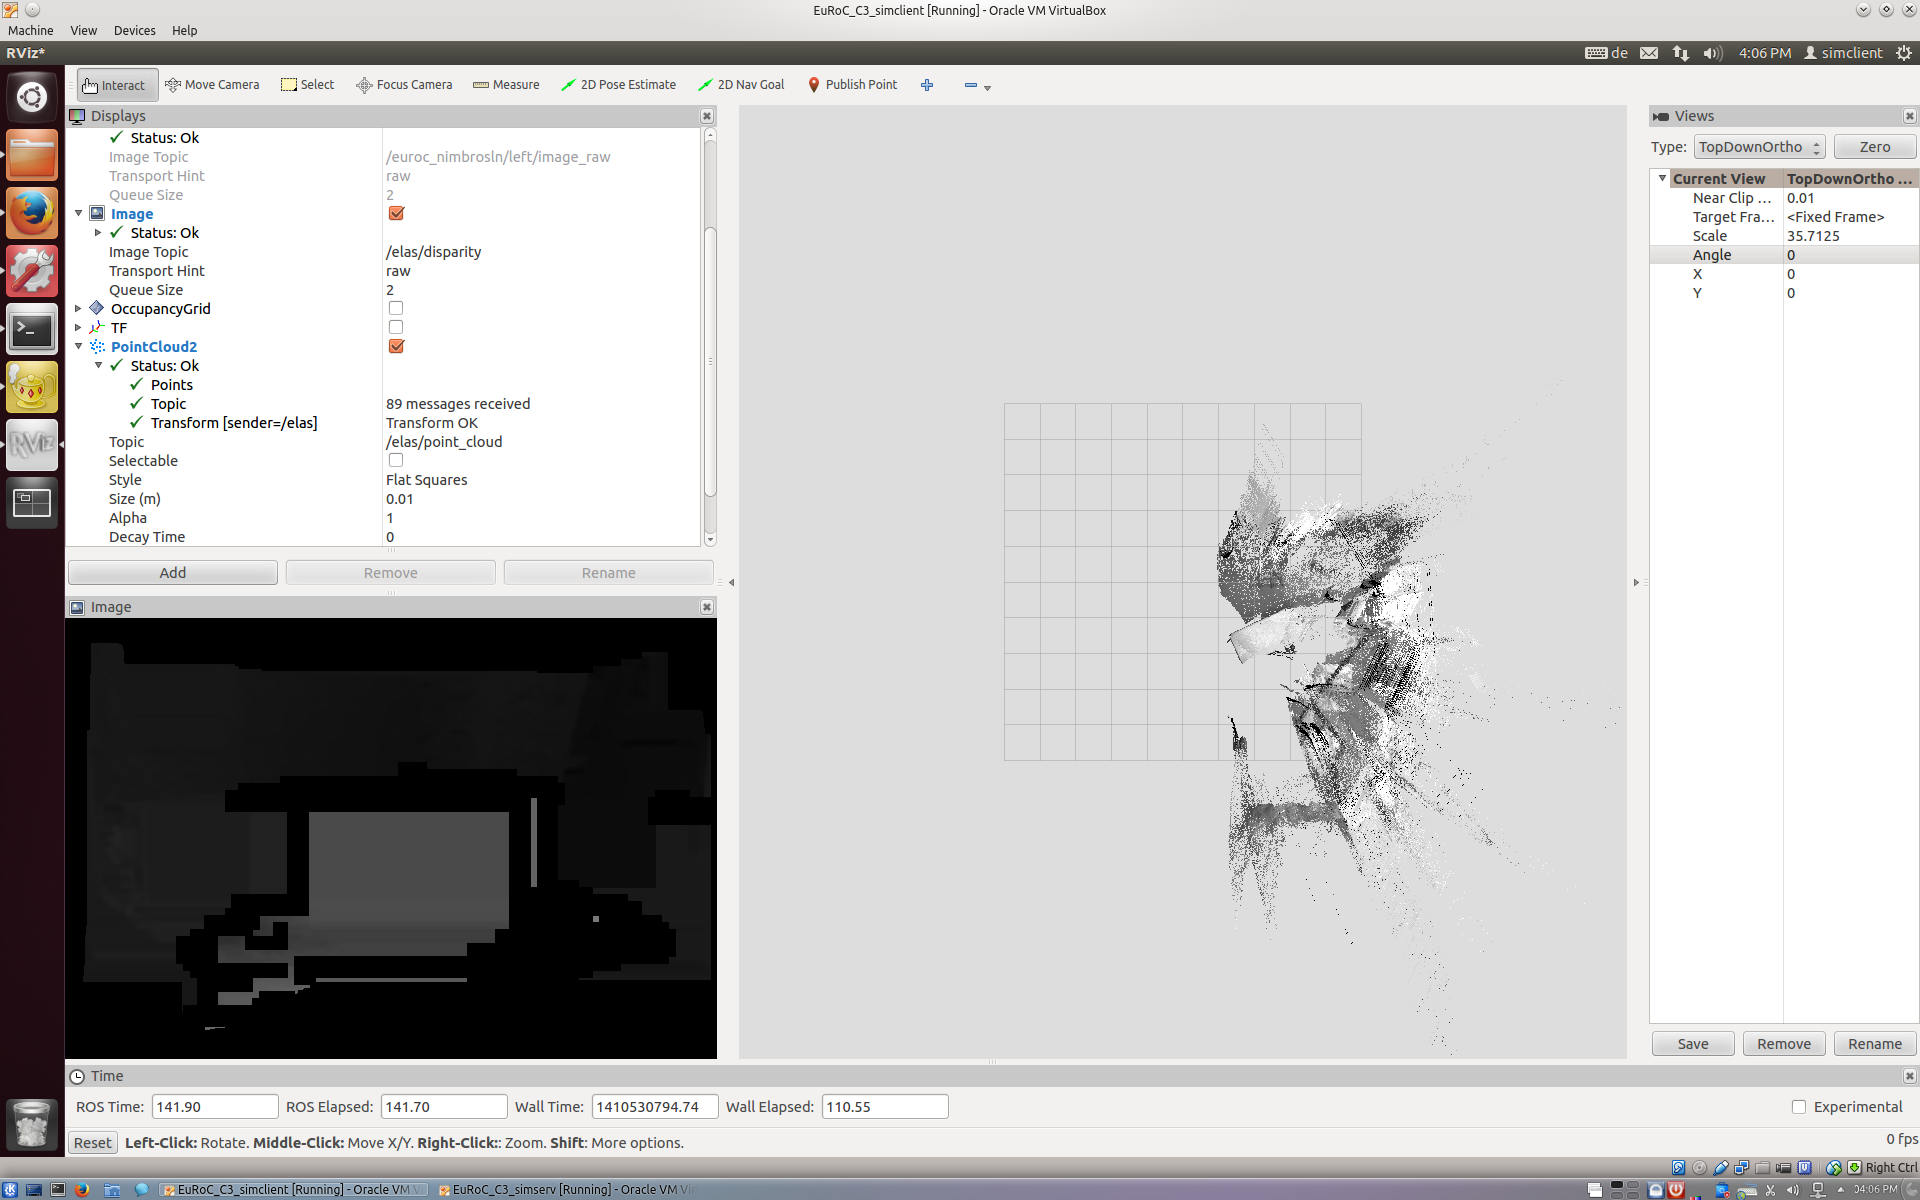 EuRoC_C3_simclient [Running] - Oracle VM VirtualBox
Machine View Devices Help
RViz* de 4:06 PM simclient
Interact Move Camera Select Focus Camera Measure 2D Pose Estimate 2D Nav Goal Publish Point
Displays
Status: Ok
Image Topic /euroc_nimbrosln/left/image_raw
Transport Hint raw
Queue Size 2
Image
Status: Ok
Image Topic /elas/disparity
Transport Hint raw
Queue Size 2
OccupancyGrid
TF
PointCloud2
Status: Ok
Points
Topic 89 messages received
Transform [sender=/elas] Transform OK
Topic /elas/point_cloud
Selectable
Style Flat Squares
Size (m) 0.01
Alpha 1
Decay Time 0
Add Remove Rename
Image
Views
Type: TopDownOrtho Zero
Current View TopDownOrtho ...
Near Clip ... 0.01
Target Fra... <Fixed Frame>
Scale 35.7125
Angle 0
X 0
Y 0
Save Remove Rename
Time
ROS Time: 141.90 ROS Elapsed: 141.70 Wall Time: 1410530794.74 Wall Elapsed: 110.55 Experimental
Reset Left-Click: Rotate. Middle-Click: Move X/Y. Right-Click:: Zoom. Shift: More options. 0 fps
Right Ctrl
EuRoC_C3_simclient [Running] - Oracle VM V EuRoC_C3_simserv [Running] - Oracle VM Vi 04:06 PM